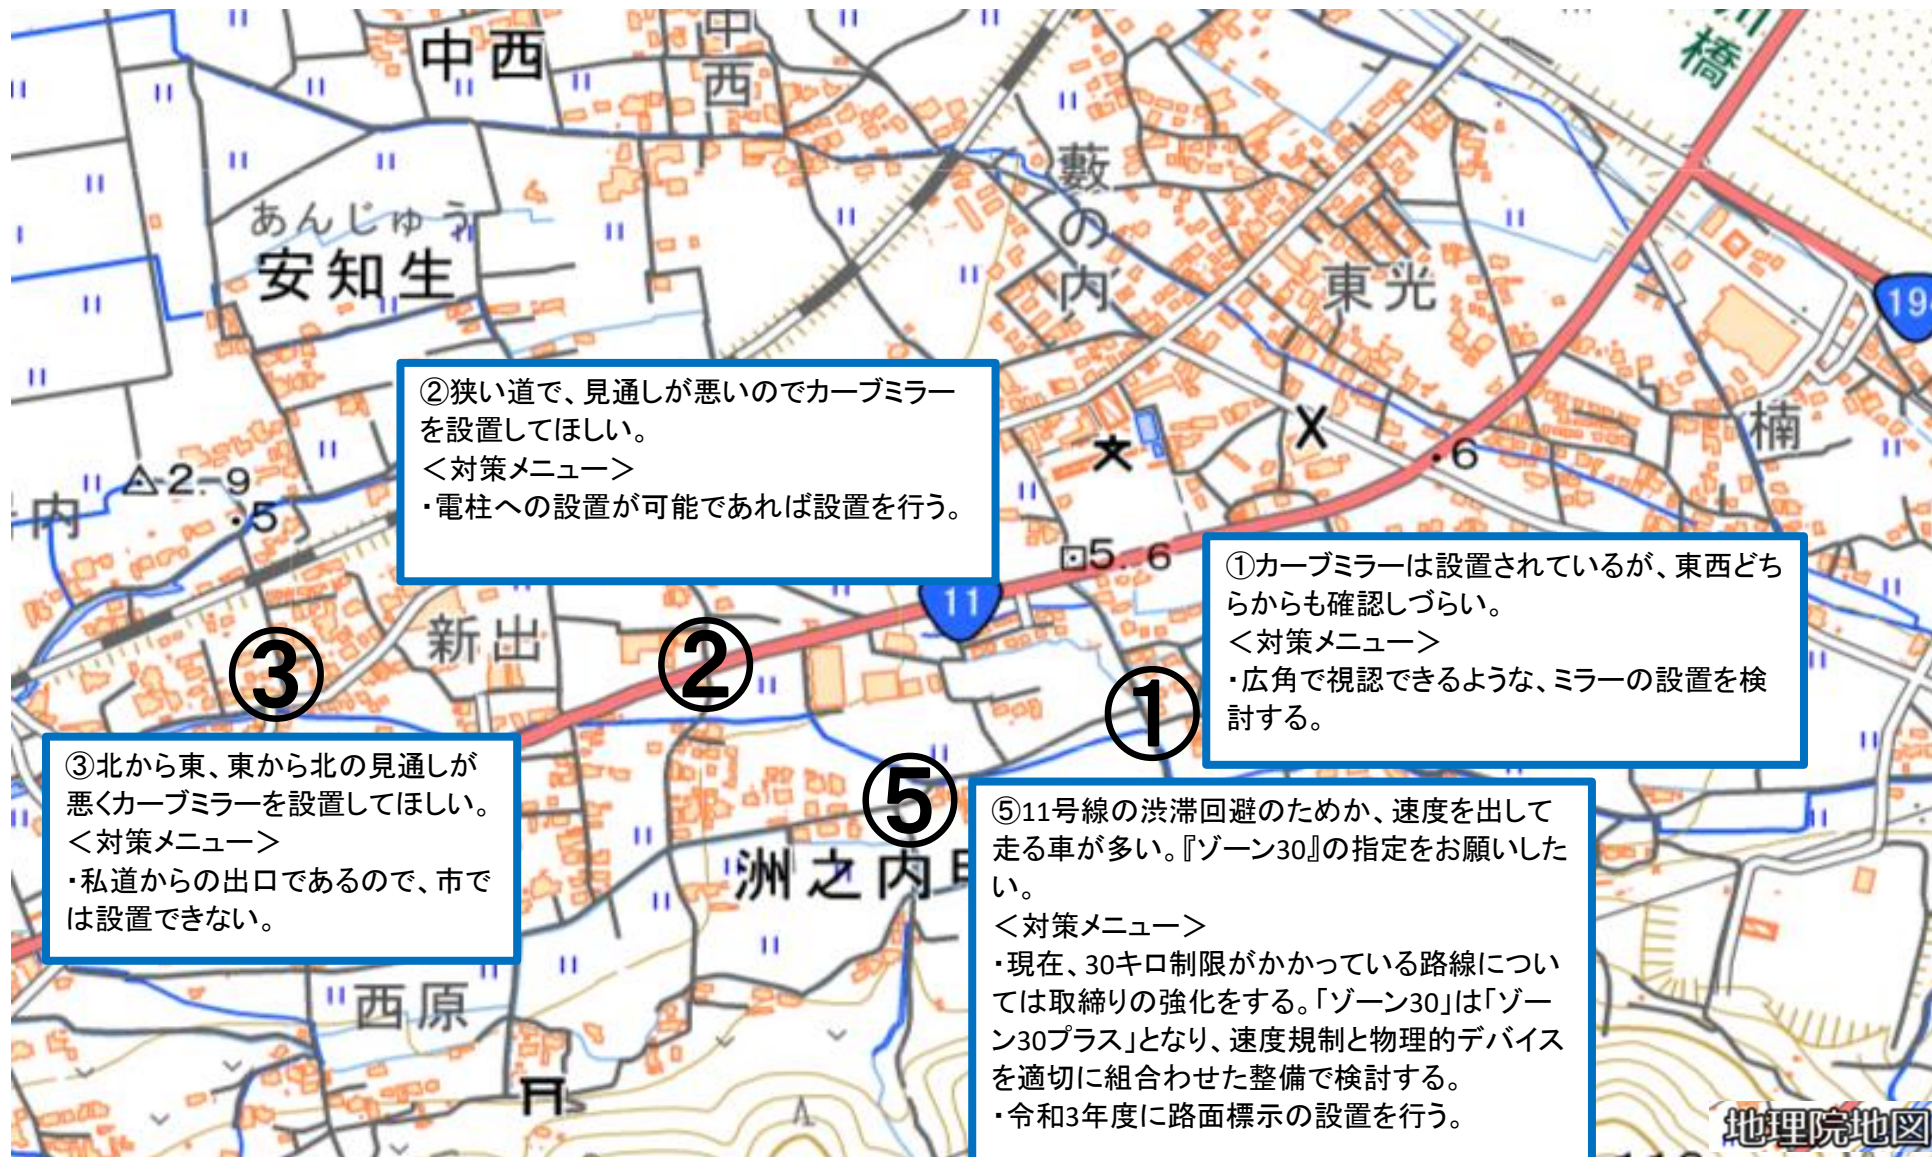 中西
中西
橋
藪の内
あんじゅう
安知生
東光
194
楠
②狭い道で、見通しが悪いのでカーブミラー
を設置してほしい。
＜対策メニュー＞
・電柱への設置が可能であれば設置を行う。
2.9
5
内
6
5.6
11
新出
①カーブミラーは設置されているが、東西どち
らからも確認しづらい。
＜対策メニュー＞
・広角で視認できるような、ミラーの設置を検
討する。
③
②
①
③北から東、東から北の見通しが
悪くカーブミラーを設置してほしい。
＜対策メニュー＞
・私道からの出口であるので、市で
は設置できない。
⑤
洲之内甲
⑤11号線の渋滞回避のためか、速度を出して
走る車が多い。『ゾーン30』の指定をお願いした
い。
＜対策メニュー＞
・現在、30キロ制限がかかっている路線につい
ては取締りの強化をする。「ゾーン30」は「ゾー
ン30プラス」となり、速度規制と物理的デバイス
を適切に組合わせた整備で検討する。
・令和3年度に路面標示の設置を行う。
西原
地理院地図